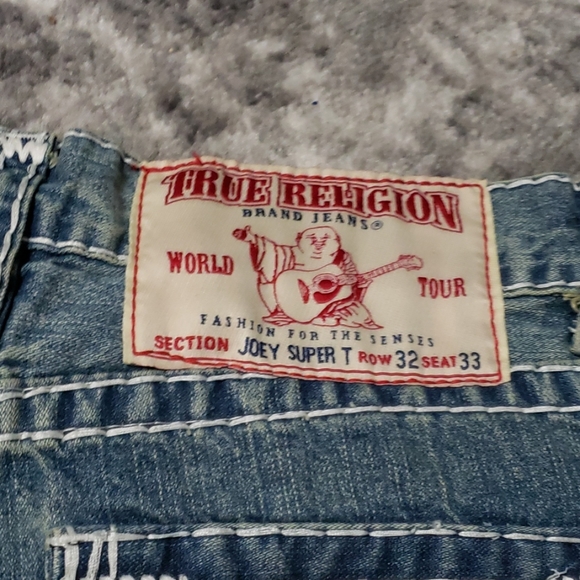 TRUE RELIGION
BRAND JEANS®
WORLD TOUR
FASHION FOR THE SENSES
SECTION JOEY SUPER T ROW 32 SEAT 33